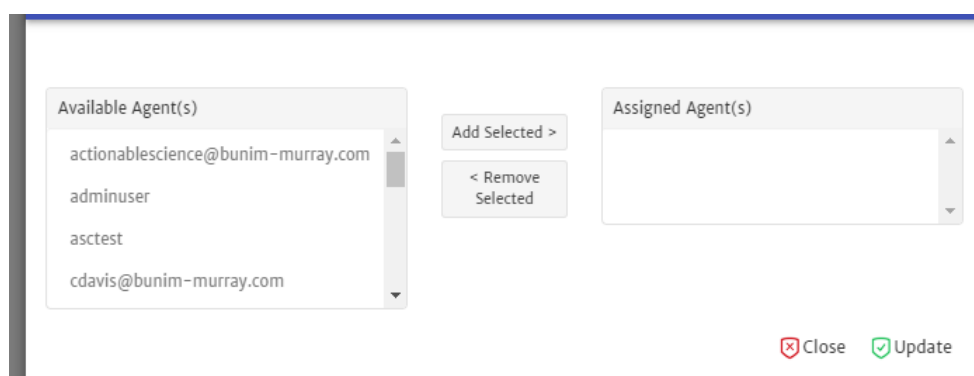 Available Agent(s)
actionablescience@bunim-murray.com
adminuser
asctest
cdavis@bunim-murray.com
Add Selected >
< Remove
Selected
Assigned Agent(s)
Close
Update